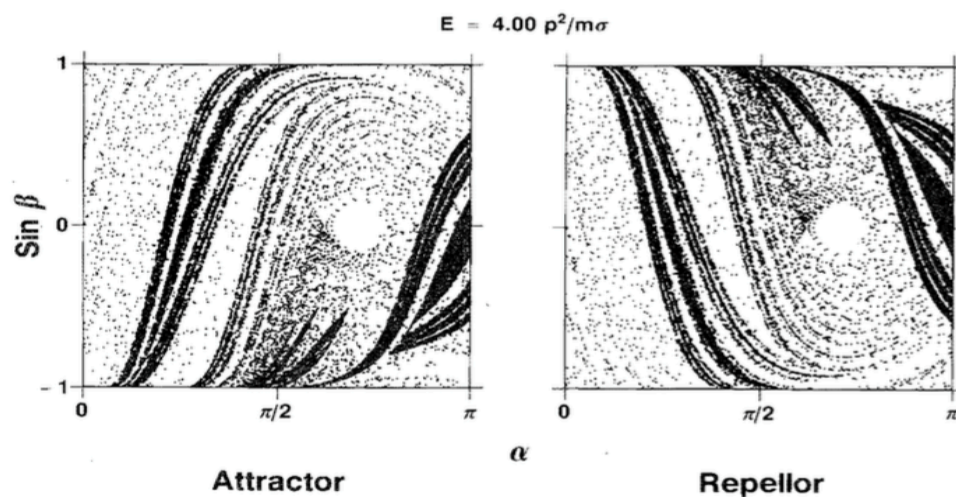 E = 4.00 p²/mσ
1
Sin β
0
- 1
0
π/2
π
0
π/2
π
α
Attractor
Repellor